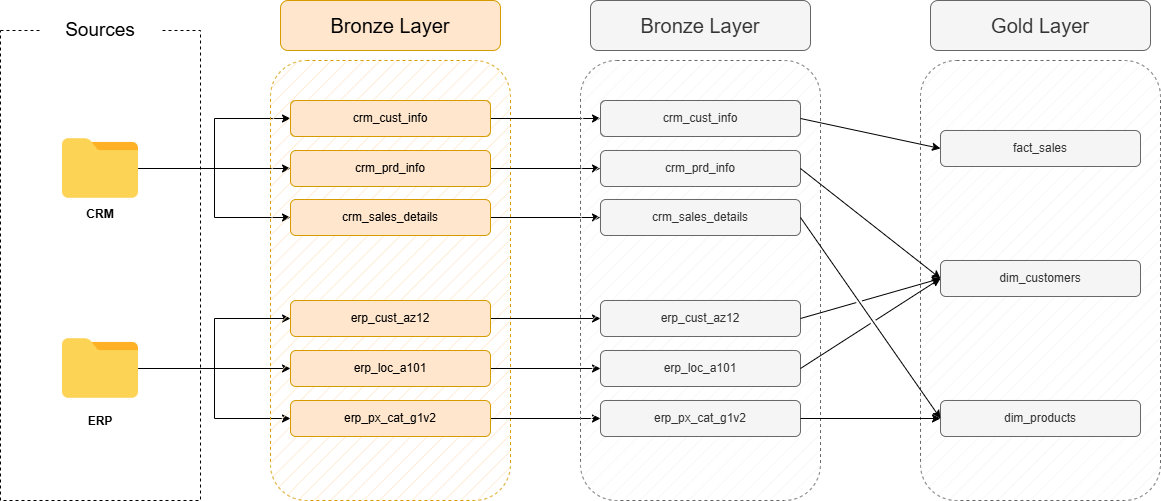 Sources
Bronze Layer
Bronze Layer
Gold Layer
CRM
ERP
crm_cust_info
crm_prd_info
crm_sales_details
erp_cust_az12
erp_loc_a101
erp_px_cat_g1v2
crm_cust_info
crm_prd_info
crm_sales_details
erp_cust_az12
erp_loc_a101
erp_px_cat_g1v2
fact_sales
dim_customers
dim_products